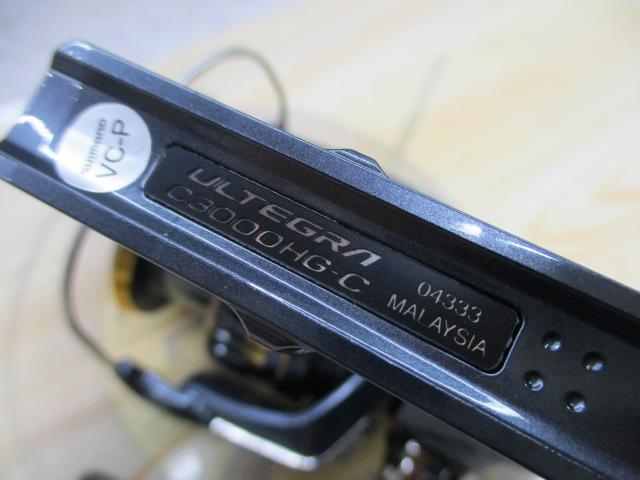 SHIMANO
VC-P
ULTEGRA
C3000HG-C
04333
MALAYSIA